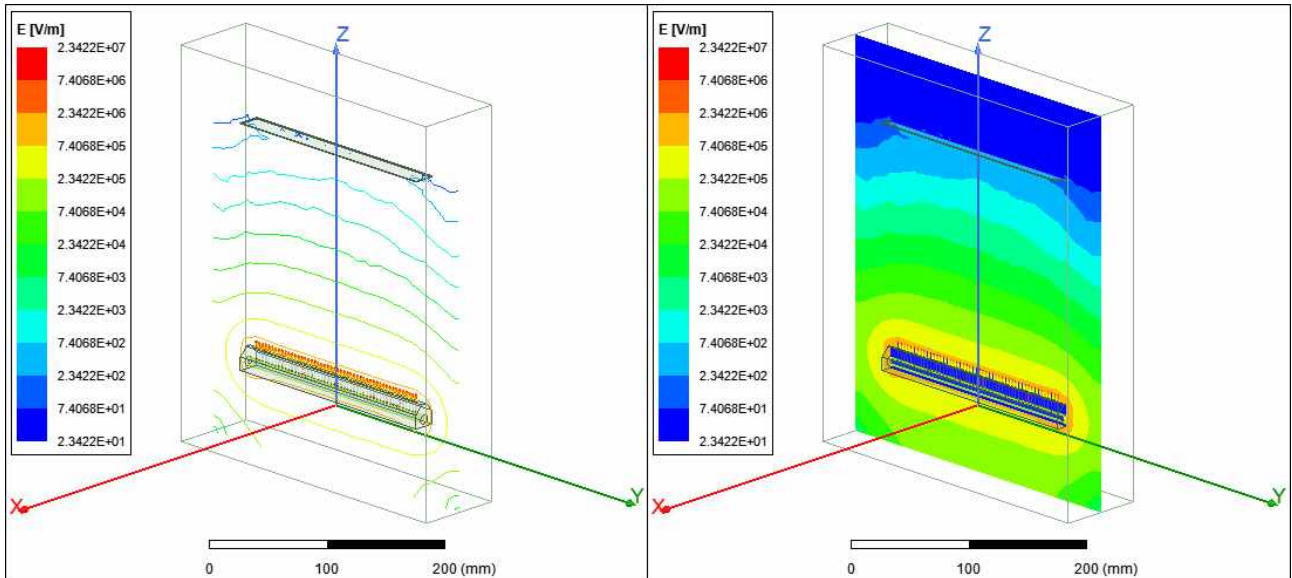 E [V/m]
2.3422E+07
7.4068E+06
2.3422E+06
7.4068E+05
2.3422E+05
7.4068E+04
2.3422E+04
7.4068E+03
2.3422E+03
7.4068E+02
2.3422E+02
7.4068E+01
2.3422E+01
Z
X
Y
0 100 200 (mm)
E [V/m]
2.3422E+07
7.4068E+06
2.3422E+06
7.4068E+05
2.3422E+05
7.4068E+04
2.3422E+04
7.4068E+03
2.3422E+03
7.4068E+02
2.3422E+02
7.4068E+01
2.3422E+01
Z
X
Y
0 100 200 (mm)